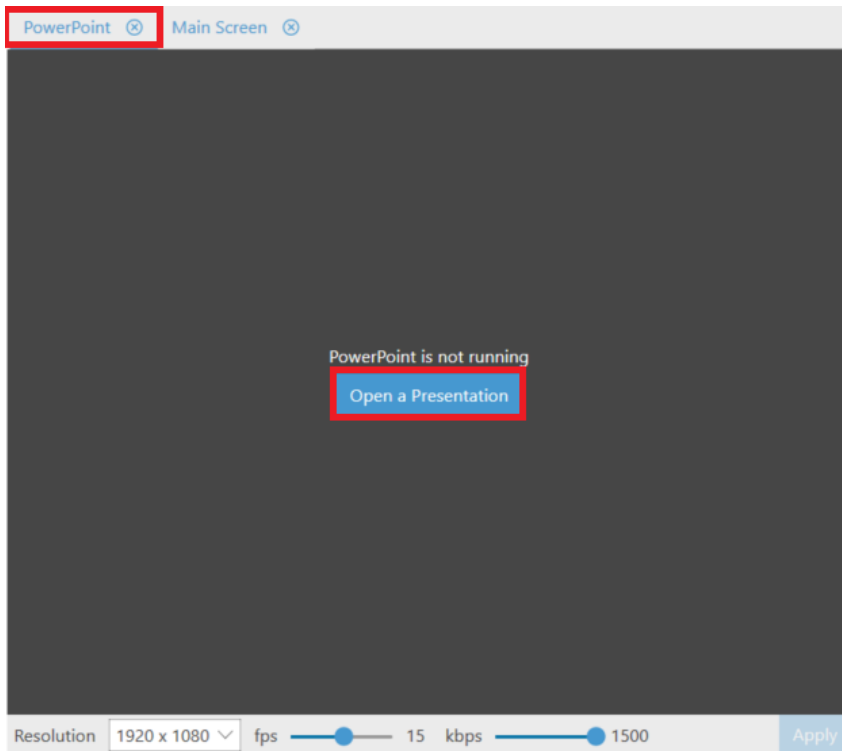 PowerPoint Main Screen
PowerPoint is not running
Open a Presentation
Resolution 1920 x 1080 fps 15 kbps 1500 Apply